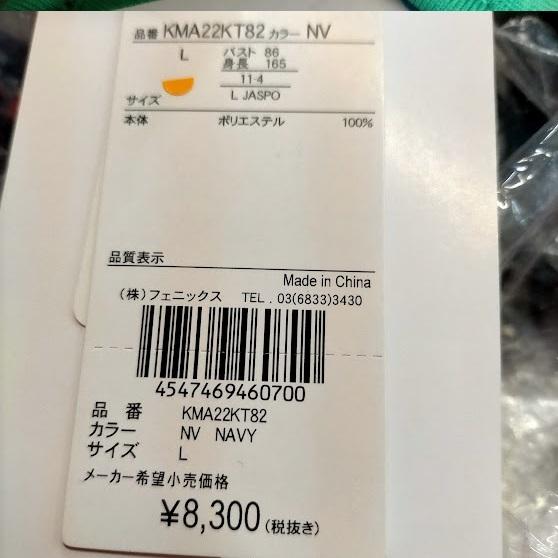 品番 KMA22KT82 カラー NV
L
バスト 86
身長 165
11-4
L JASPO
サイズ
本体 ポリエステル 100%
品質表示
Made in China
(株)フェニックス TEL . 03(6833)3430
4547469460700
品 番 KMA22KT82
カラー NV NAVY
サイズ L
メーカー希望小売価格
¥8,300(税抜き)